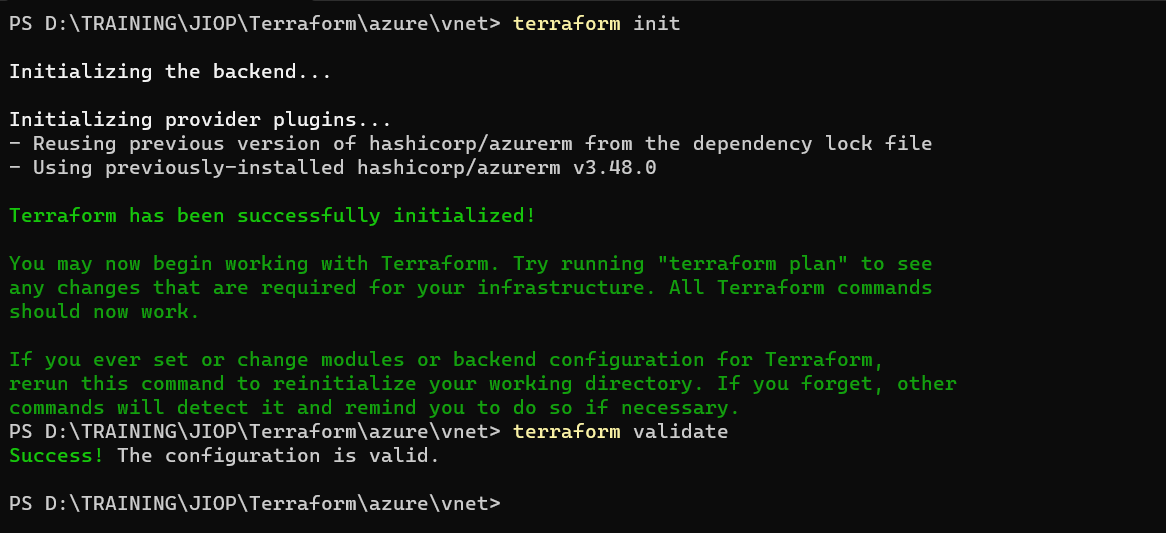 PS D:\TRAINING\JIOP\Terraform\azure\vnet> terraform init
Initializing the backend...
Initializing provider plugins...
- Reusing previous version of hashicorp/azurerm from the dependency lock file
- Using previously-installed hashicorp/azurerm v3.48.0
Terraform has been successfully initialized!
You may now begin working with Terraform. Try running "terraform plan" to see
any changes that are required for your infrastructure. All Terraform commands
should now work.
If you ever set or change modules or backend configuration for Terraform,
rerun this command to reinitialize your working directory. If you forget, other
commands will detect it and remind you to do so if necessary.
PS D:\TRAINING\JIOP\Terraform\azure\vnet> terraform validate
Success! The configuration is valid.
PS D:\TRAINING\JIOP\Terraform\azure\vnet>